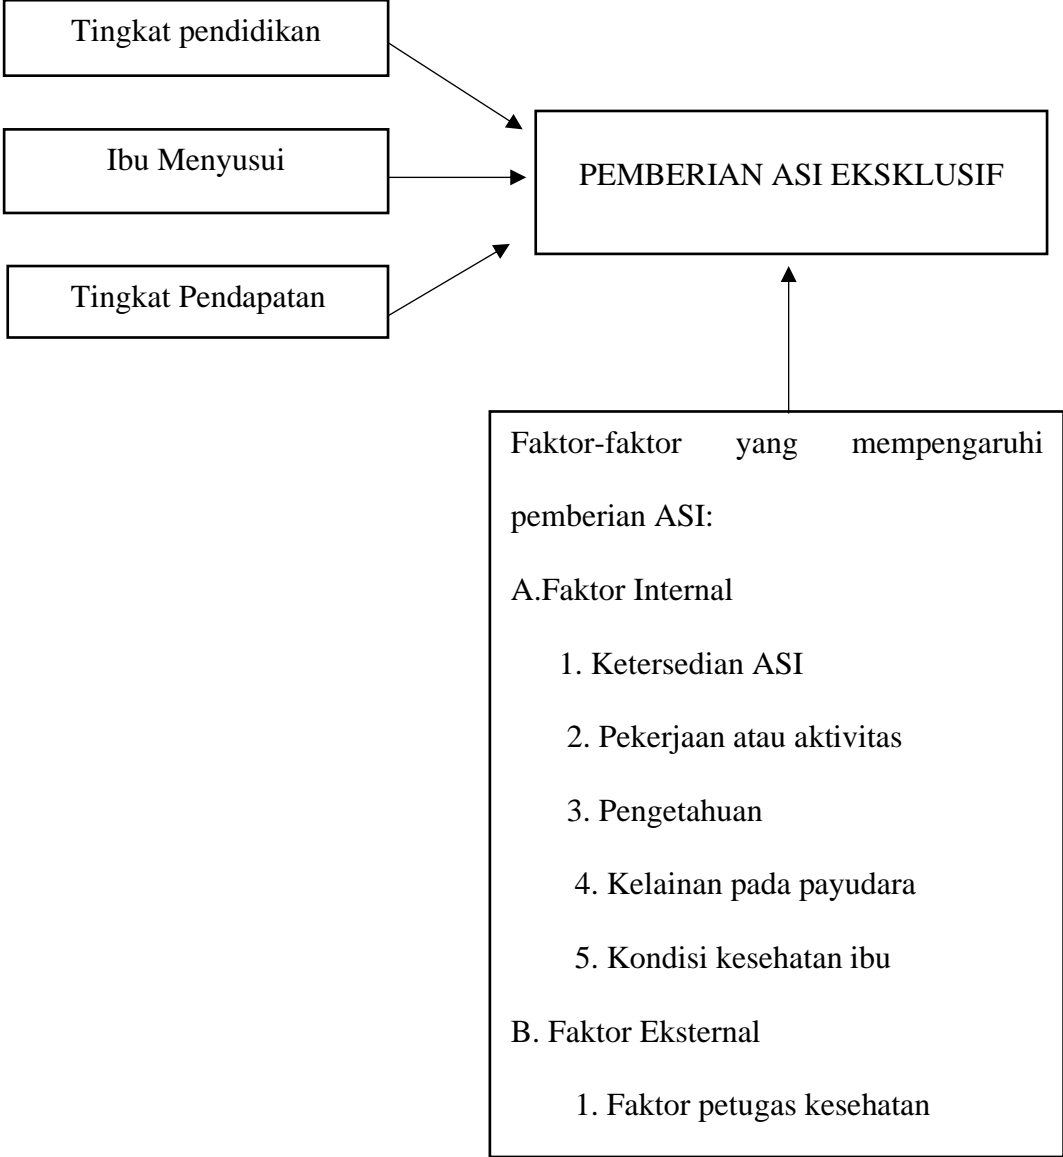 Tingkat pendidikan
Ibu Menyusui
Tingkat Pendapatan
PEMBERIAN ASI EKSKLUSIF
Faktor-faktor yang mempengaruhi
pemberian ASI:
A.Faktor Internal
1. Ketersedian ASI
2. Pekerjaan atau aktivitas
3. Pengetahuan
4. Kelainan pada payudara
5. Kondisi kesehatan ibu
B. Faktor Eksternal
1. Faktor petugas kesehatan